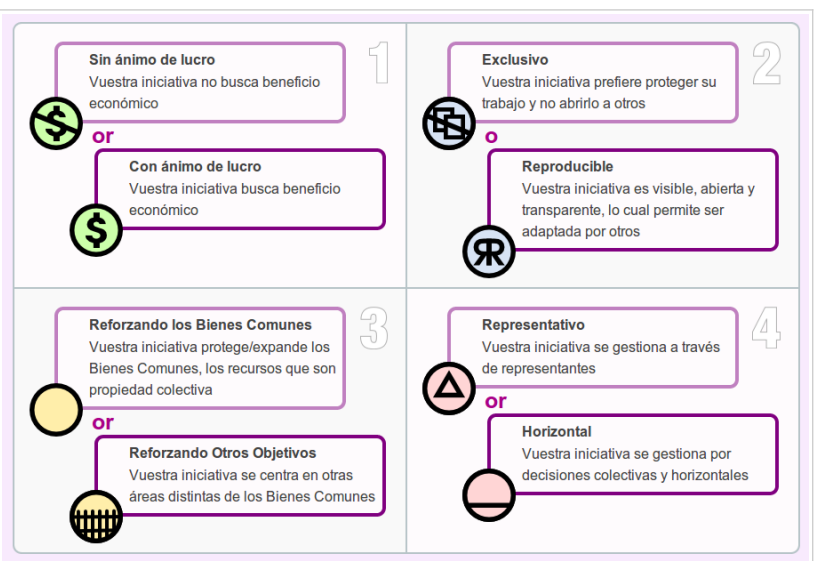 1
Sin ánimo de lucro
Vuestra iniciativa no busca beneficio
económico
or
Con ánimo de lucro
Vuestra iniciativa busca beneficio
económico
$
$
2
Exclusivo
Vuestra iniciativa prefiere proteger su
trabajo y no abrirlo a otros
o
Reproducible
Vuestra iniciativa es visible, abierta y
transparente, lo cual permite ser
adaptada por otros
3
Reforzando los Bienes Comunes
Vuestra iniciativa protege/expande los
Bienes Comunes, los recursos que son
propiedad colectiva
or
Reforzando Otros Objetivos
Vuestra iniciativa se centra en otras
áreas distintas de los Bienes Comunes
4
Representativo
Vuestra iniciativa se gestiona a través
de representantes
or
Horizontal
Vuestra iniciativa se gestiona por
decisiones colectivas y horizontales